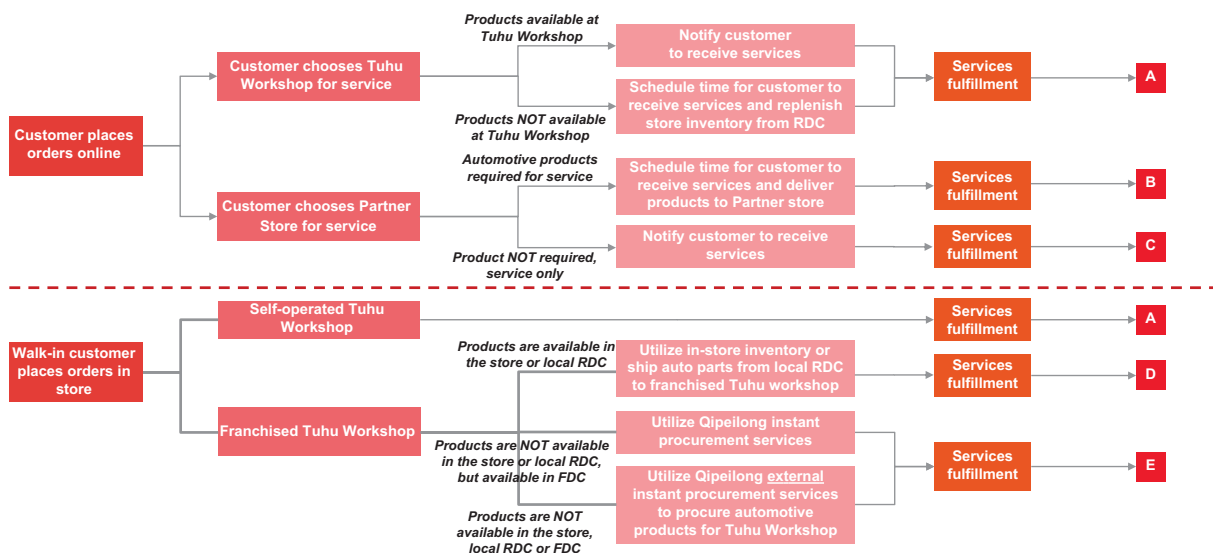 Products available at
Tuhu Workshop
Notify customer
to receive services
Customer chooses Tuhu
Workshop for service
Services
fulfillment
A
Schedule time for customer to
receive services and replenish
store inventory from RDC
Products NOT available
at Tuhu Workshop
Customer places
orders online
Automotive products
required for service
Schedule time for customer to
receive services and deliver
products to Partner store
Services
fulfillment
B
Customer chooses Partner
Store for service
Notify customer to receive
services
Services
fulfillment
C
Product NOT required,
service only
Self-operated Tuhu
Workshop
Services
fulfillment
A
Walk-in customer
places orders in
store
Products are available in
the store or local RDC
Utilize in-store inventory or
ship auto parts from local RDC
to franchised Tuhu workshop
Services
fulfillment
D
Franchised Tuhu Workshop
Products are NOT available
in the store or local RDC,
but available in FDC
Utilize Qipeilong instant
procurement services
Services
fulfillment
E
Utilize Qipeilong external
instant procurement services
to procure automotive
products for Tuhu Workshop
Products are NOT
available in the store,
local RDC or FDC